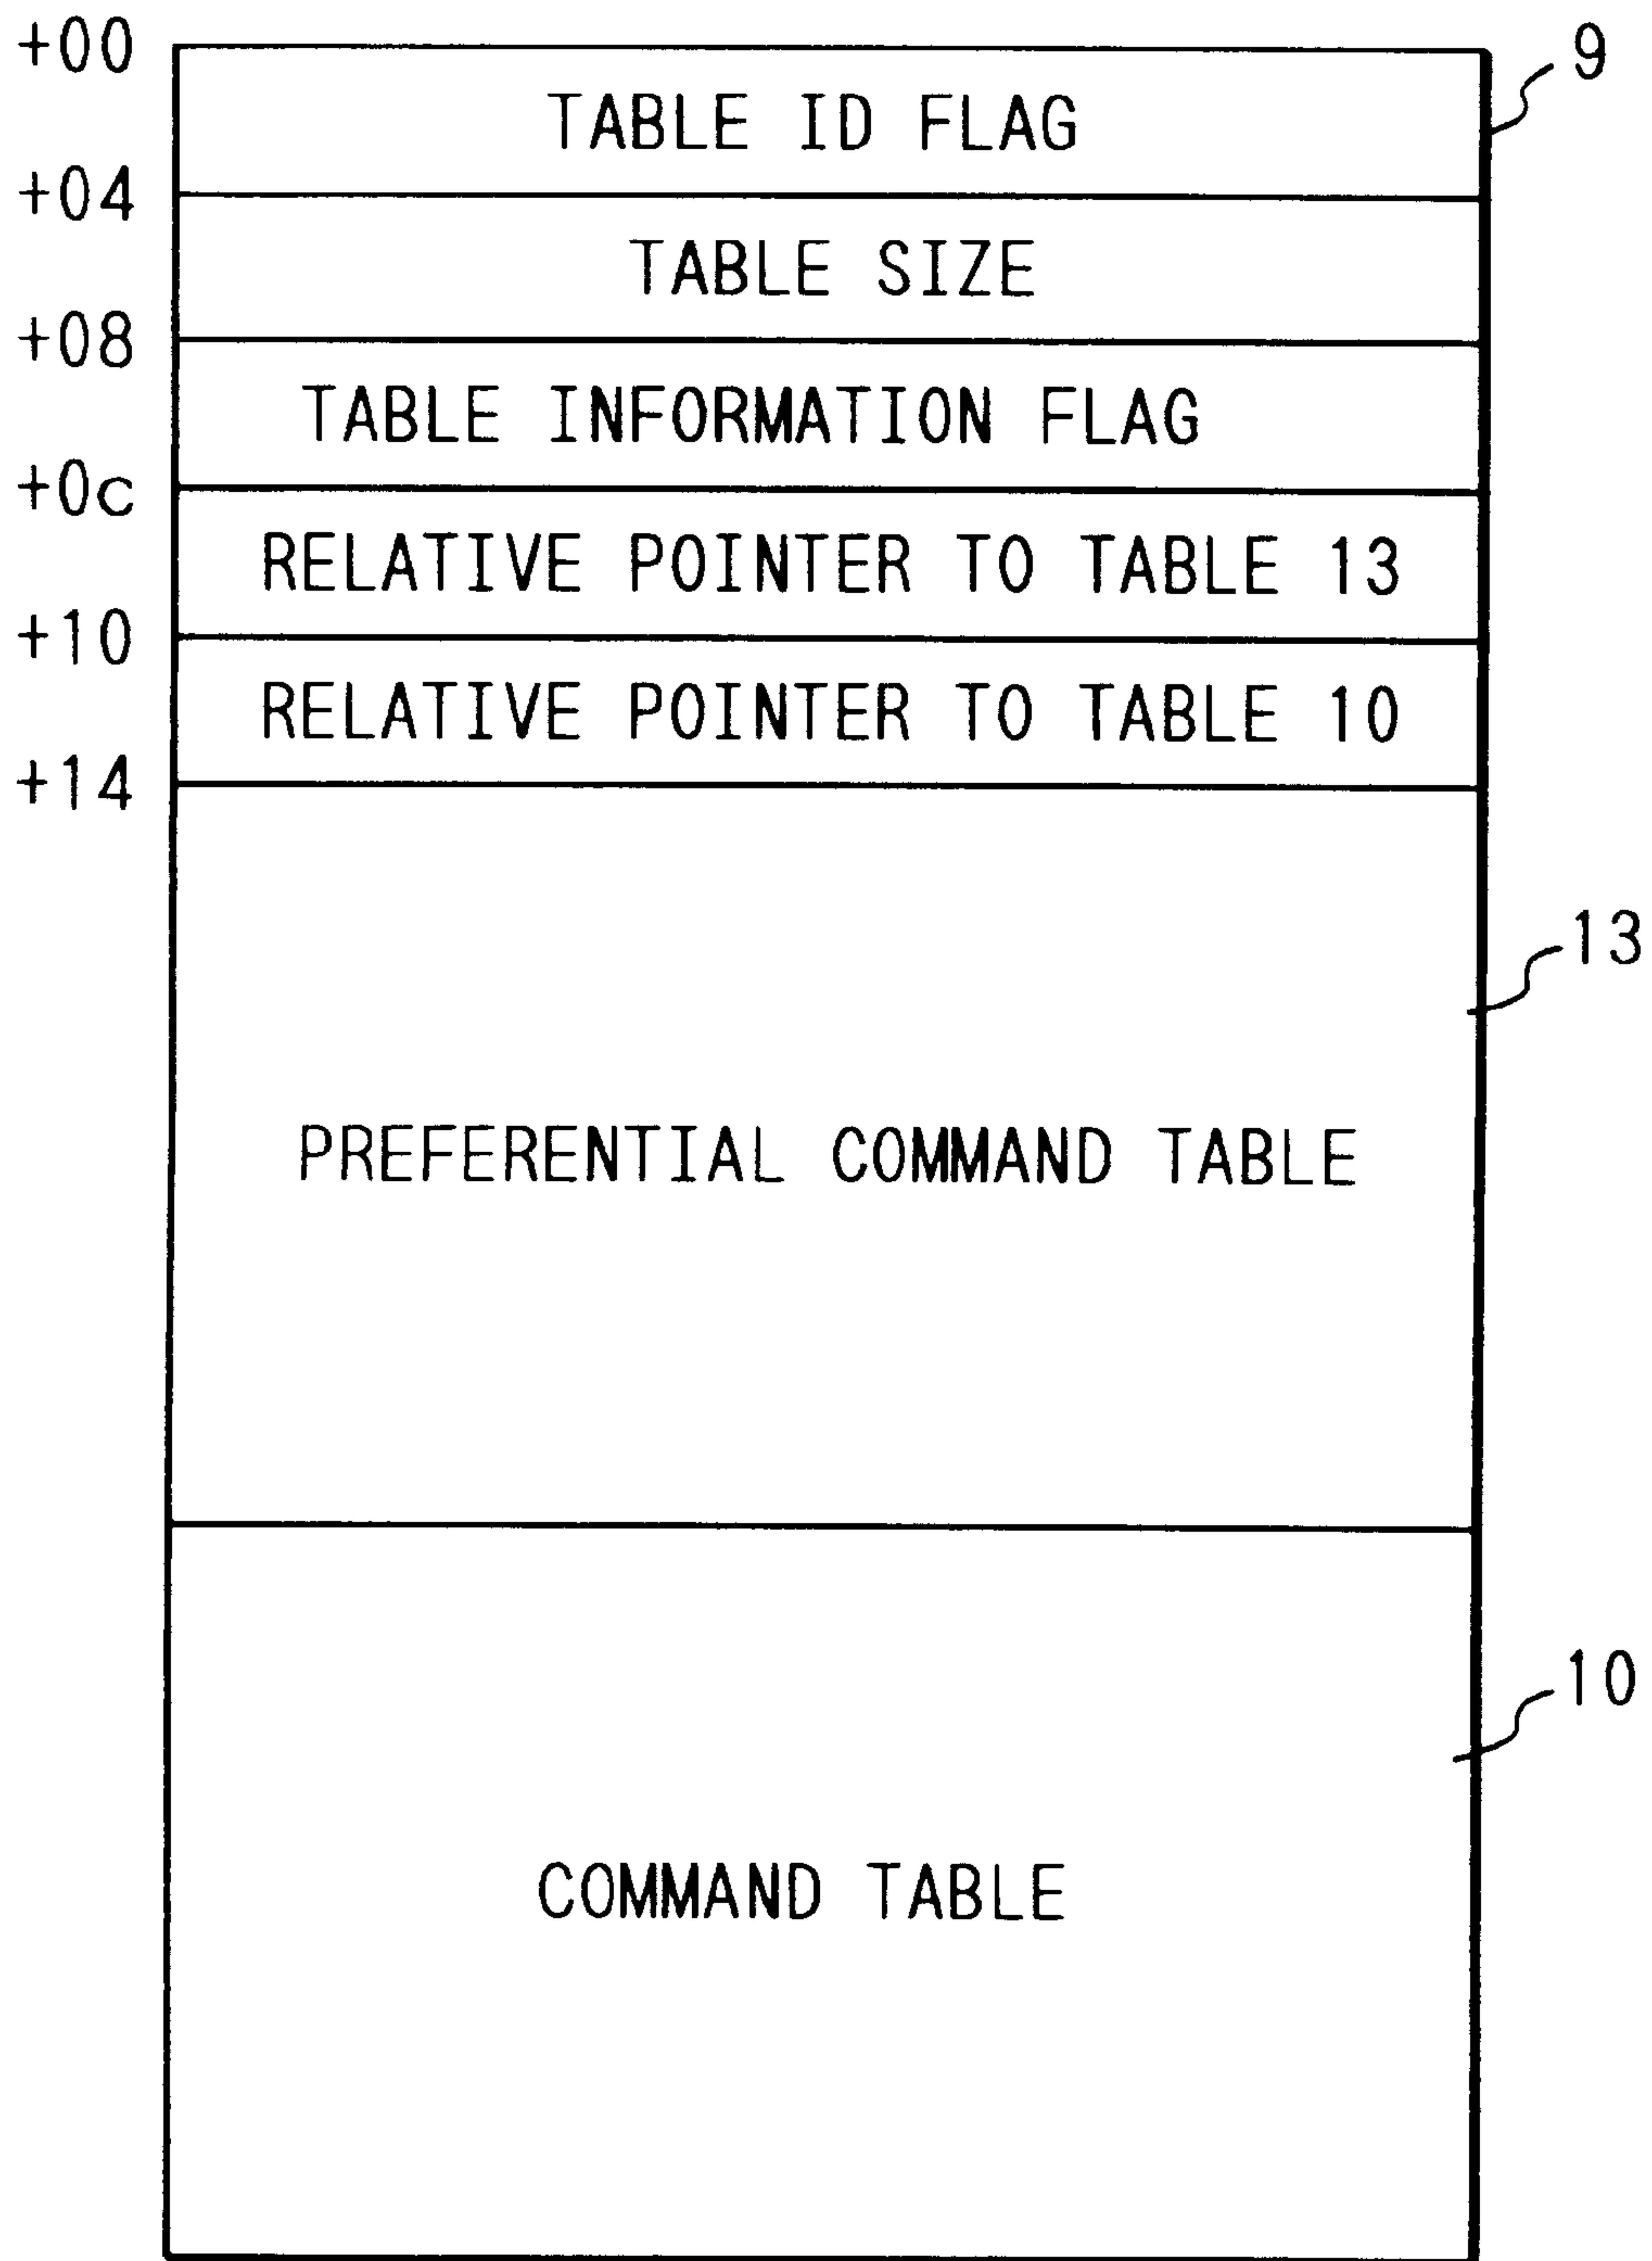 +00
9
TABLE ID FLAG
+04
TABLE SIZE
+08
TABLE INFORMATION FLAG
+0c
RELATIVE POINTER TO TABLE 13
+10
RELATIVE POINTER TO TABLE 10
+14
13
PREFERENTIAL COMMAND TABLE
10
COMMAND TABLE